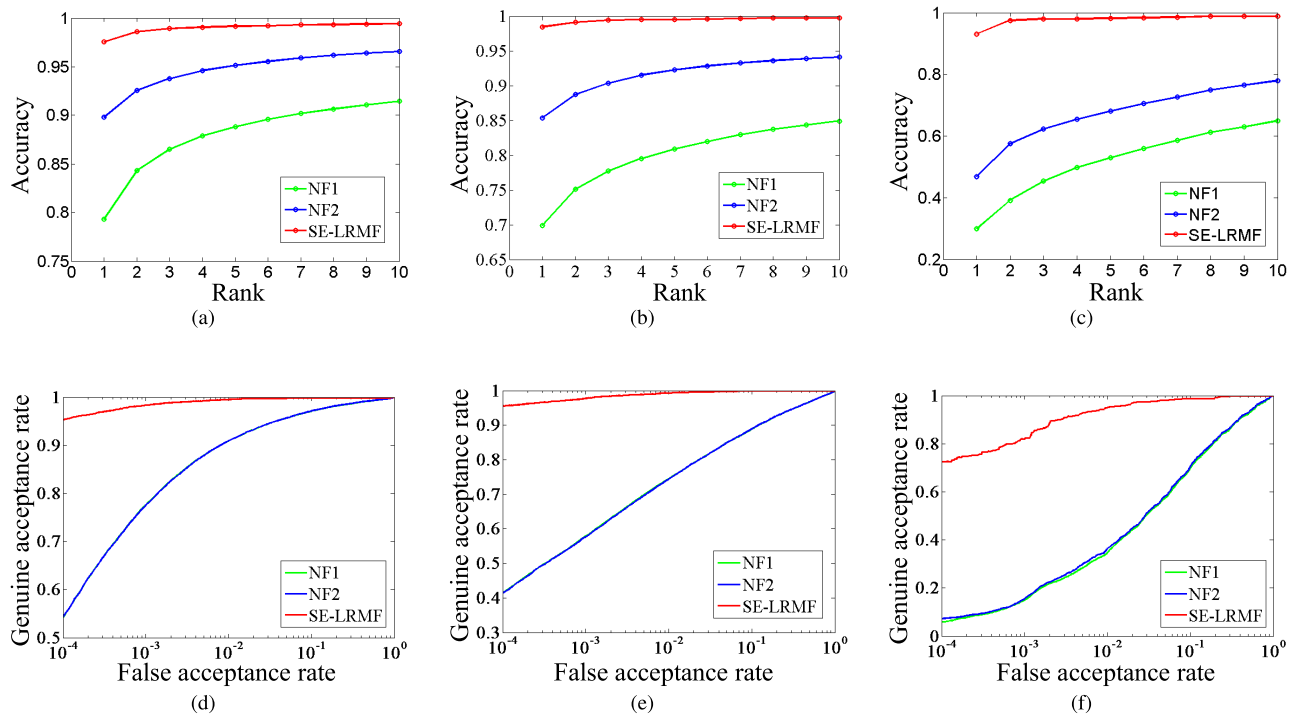 Accuracy
1
0.95
0.9
0.85
0.8
0.75
0 1 2 3 4 5 6 7 8 9 10
Rank
NF1
NF2
SE-LRMF
(a)
Accuracy
1
0.95
0.9
0.85
0.8
0.75
0.7
0.65
0 1 2 3 4 5 6 7 8 9 10
Rank
NF1
NF2
SE-LRMF
(b)
Accuracy
1
0.8
0.6
0.4
0.2
0 1 2 3 4 5 6 7 8 9 10
Rank
NF1
NF2
SE-LRMF
(c)
Genuine acceptance rate
1
0.9
0.8
0.7
0.6
0.5
10⁻⁴ 10⁻³ 10⁻² 10⁻¹ 10⁰
False acceptance rate
NF1
NF2
SE-LRMF
(d)
Genuine acceptance rate
1
0.9
0.8
0.7
0.6
0.5
0.4
0.3
10⁻⁴ 10⁻³ 10⁻² 10⁻¹ 10⁰
False acceptance rate
NF1
NF2
SE-LRMF
(e)
Genuine acceptance rate
1
0.8
0.6
0.4
0.2
0
10⁻⁴ 10⁻³ 10⁻² 10⁻¹ 10⁰
False acceptance rate
NF1
NF2
SE-LRMF
(f)